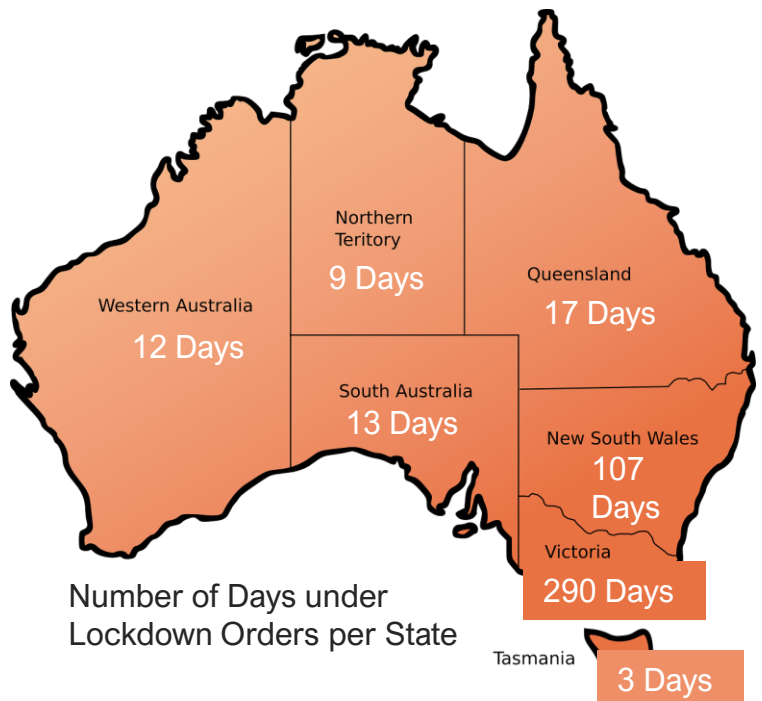 Northern
Teritory
9 Days
Queensland
17 Days
Western Australia
12 Days
South Australia
13 Days
New South Wales
107
Days
Victoria
290 Days
Number of Days under
Lockdown Orders per State
Tasmania
3 Days